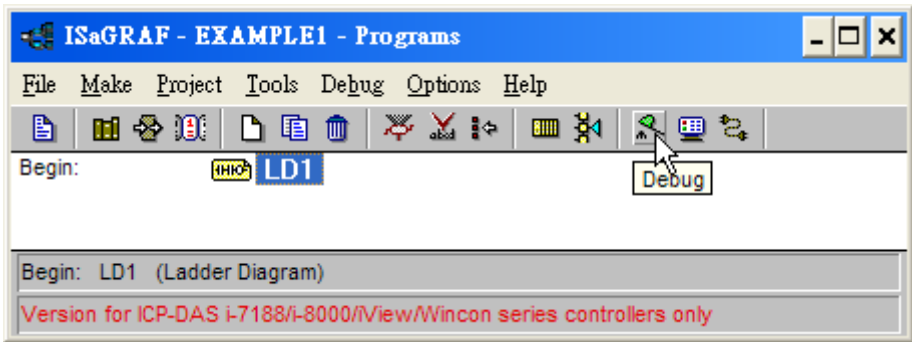 ISaGRAF - EXAMPLE1 - Programs
File Make Project Tools Debug Options Help
Begin: LD1
Debug
Begin: LD1 (Ladder Diagram)
Version for ICP-DAS i-7188/i-8000/iView/Wincon series controllers only